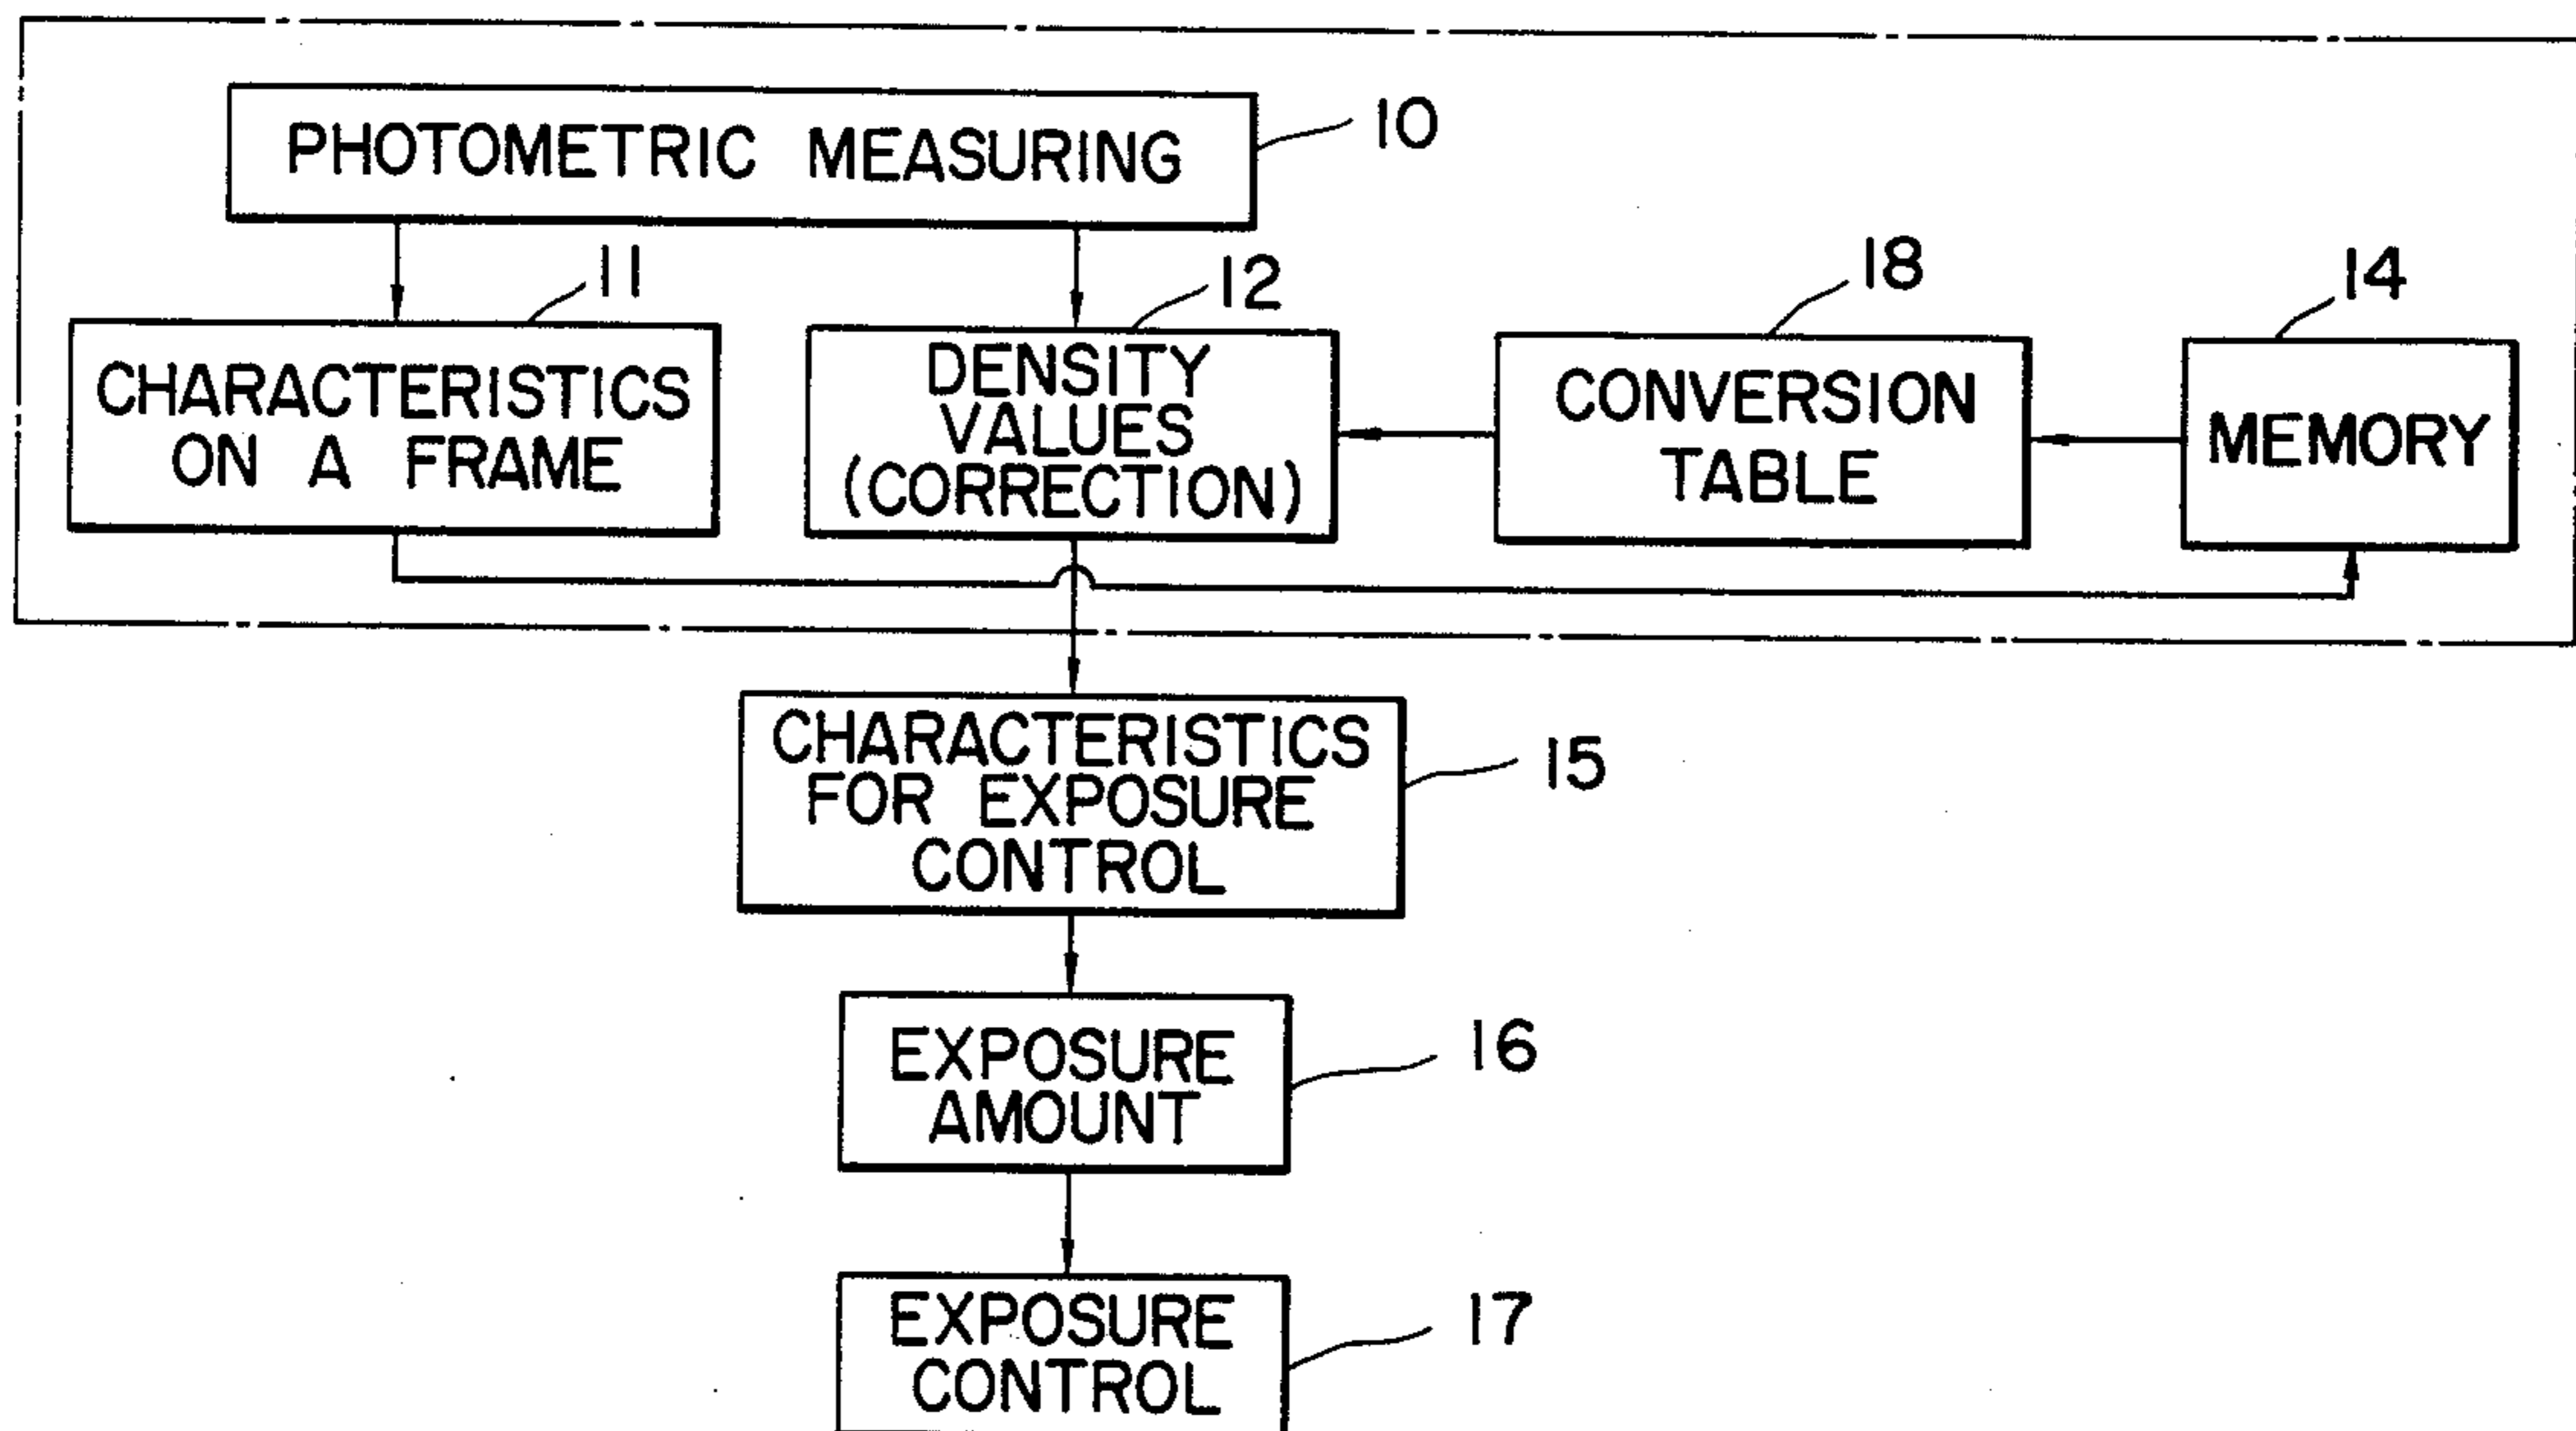 PHOTOMETRIC MEASURING
10
11
CHARACTERISTICS
ON A FRAME
12
DENSITY
VALUES
(CORRECTION)
18
CONVERSION
TABLE
14
MEMORY
CHARACTERISTICS
FOR EXPOSURE
CONTROL
15
EXPOSURE
AMOUNT
16
EXPOSURE
CONTROL
17